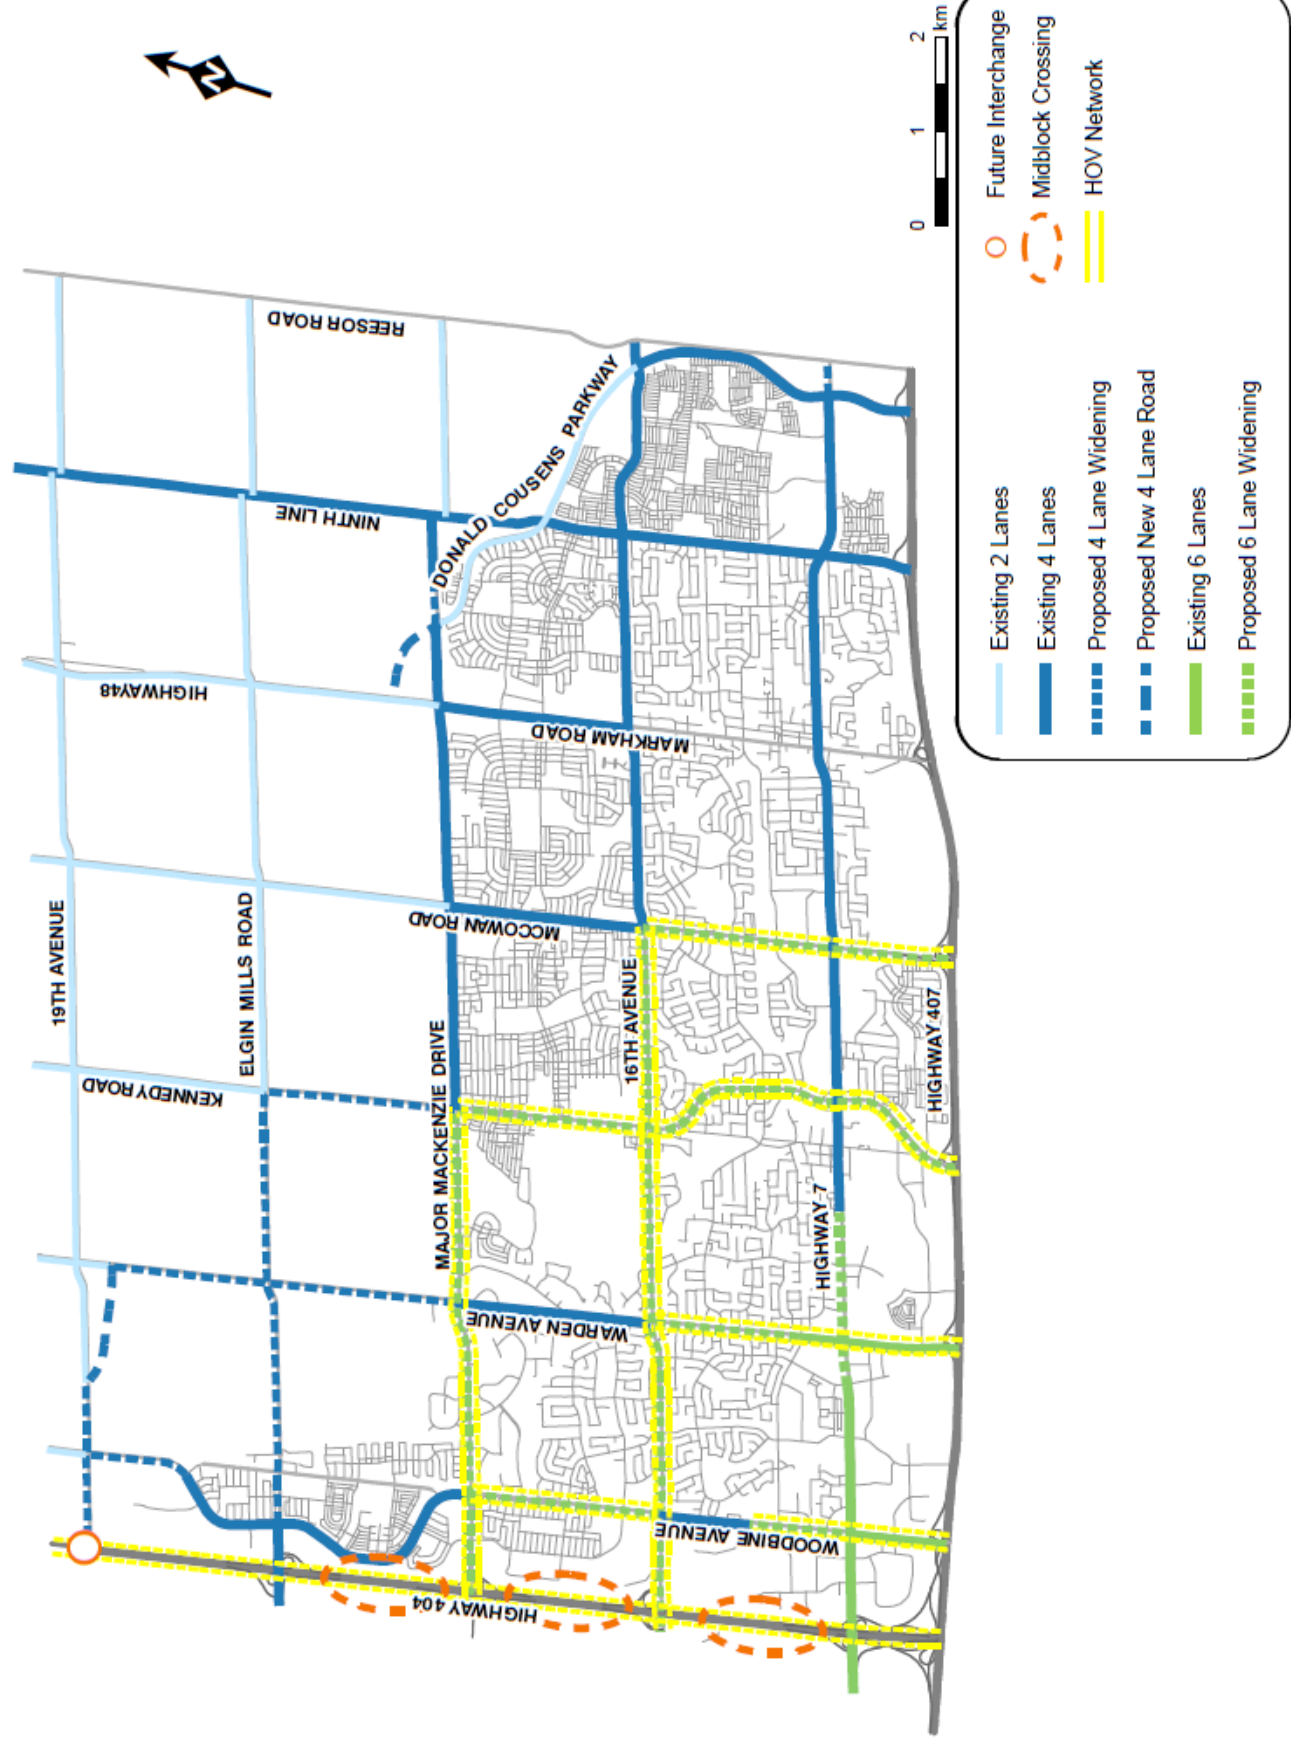 N
19TH AVENUE
ELGIN MILLS ROAD
MAJOR MACKENZIE DRIVE
16TH AVENUE
HIGHWAY 7
HIGHWAY 407
HIGHWAY 404
WOODBINE AVENUE
WARDEN AVENUE
KENNEDY ROAD
MCCOWAN ROAD
HIGHWAY48
MARKHAM ROAD
NINTH LINE
DONALD COUSENS PARKWAY
REESOR ROAD
0 1 2
km
Existing 2 Lanes
Existing 4 Lanes
Proposed 4 Lane Widening
Proposed New 4 Lane Road
Existing 6 Lanes
Proposed 6 Lane Widening
Future Interchange
Midblock Crossing
HOV Network